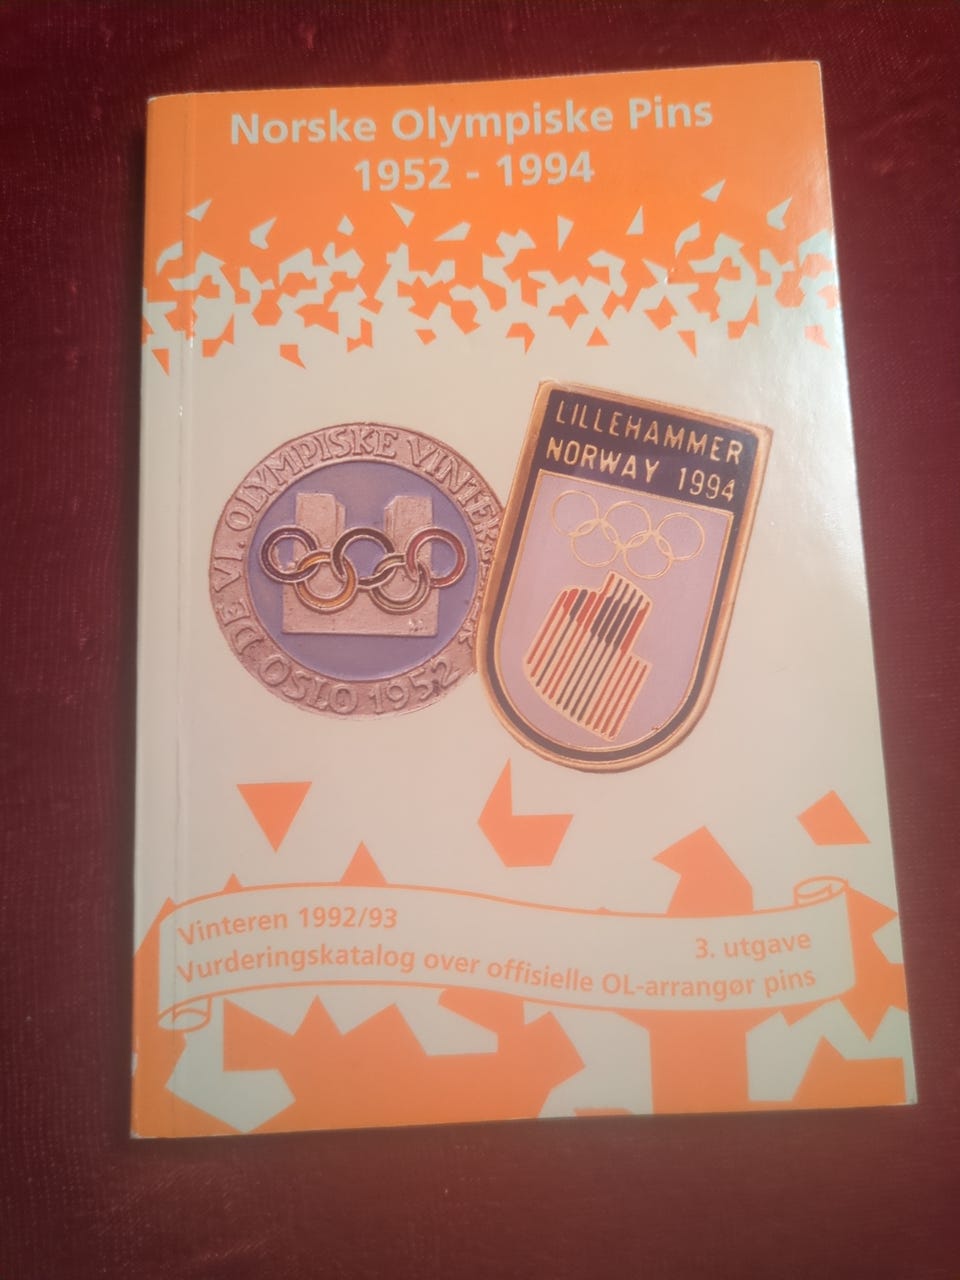 Norske Olympiske Pins
1952 - 1994
LILLEHAMMER
NORWAY 1994
DE VI. OLYMPISKE VINTER
OSLO 1952
Vinteren 1992/93
3. utgave
Vurderingskatalog over offisielle OL-arrangør pins